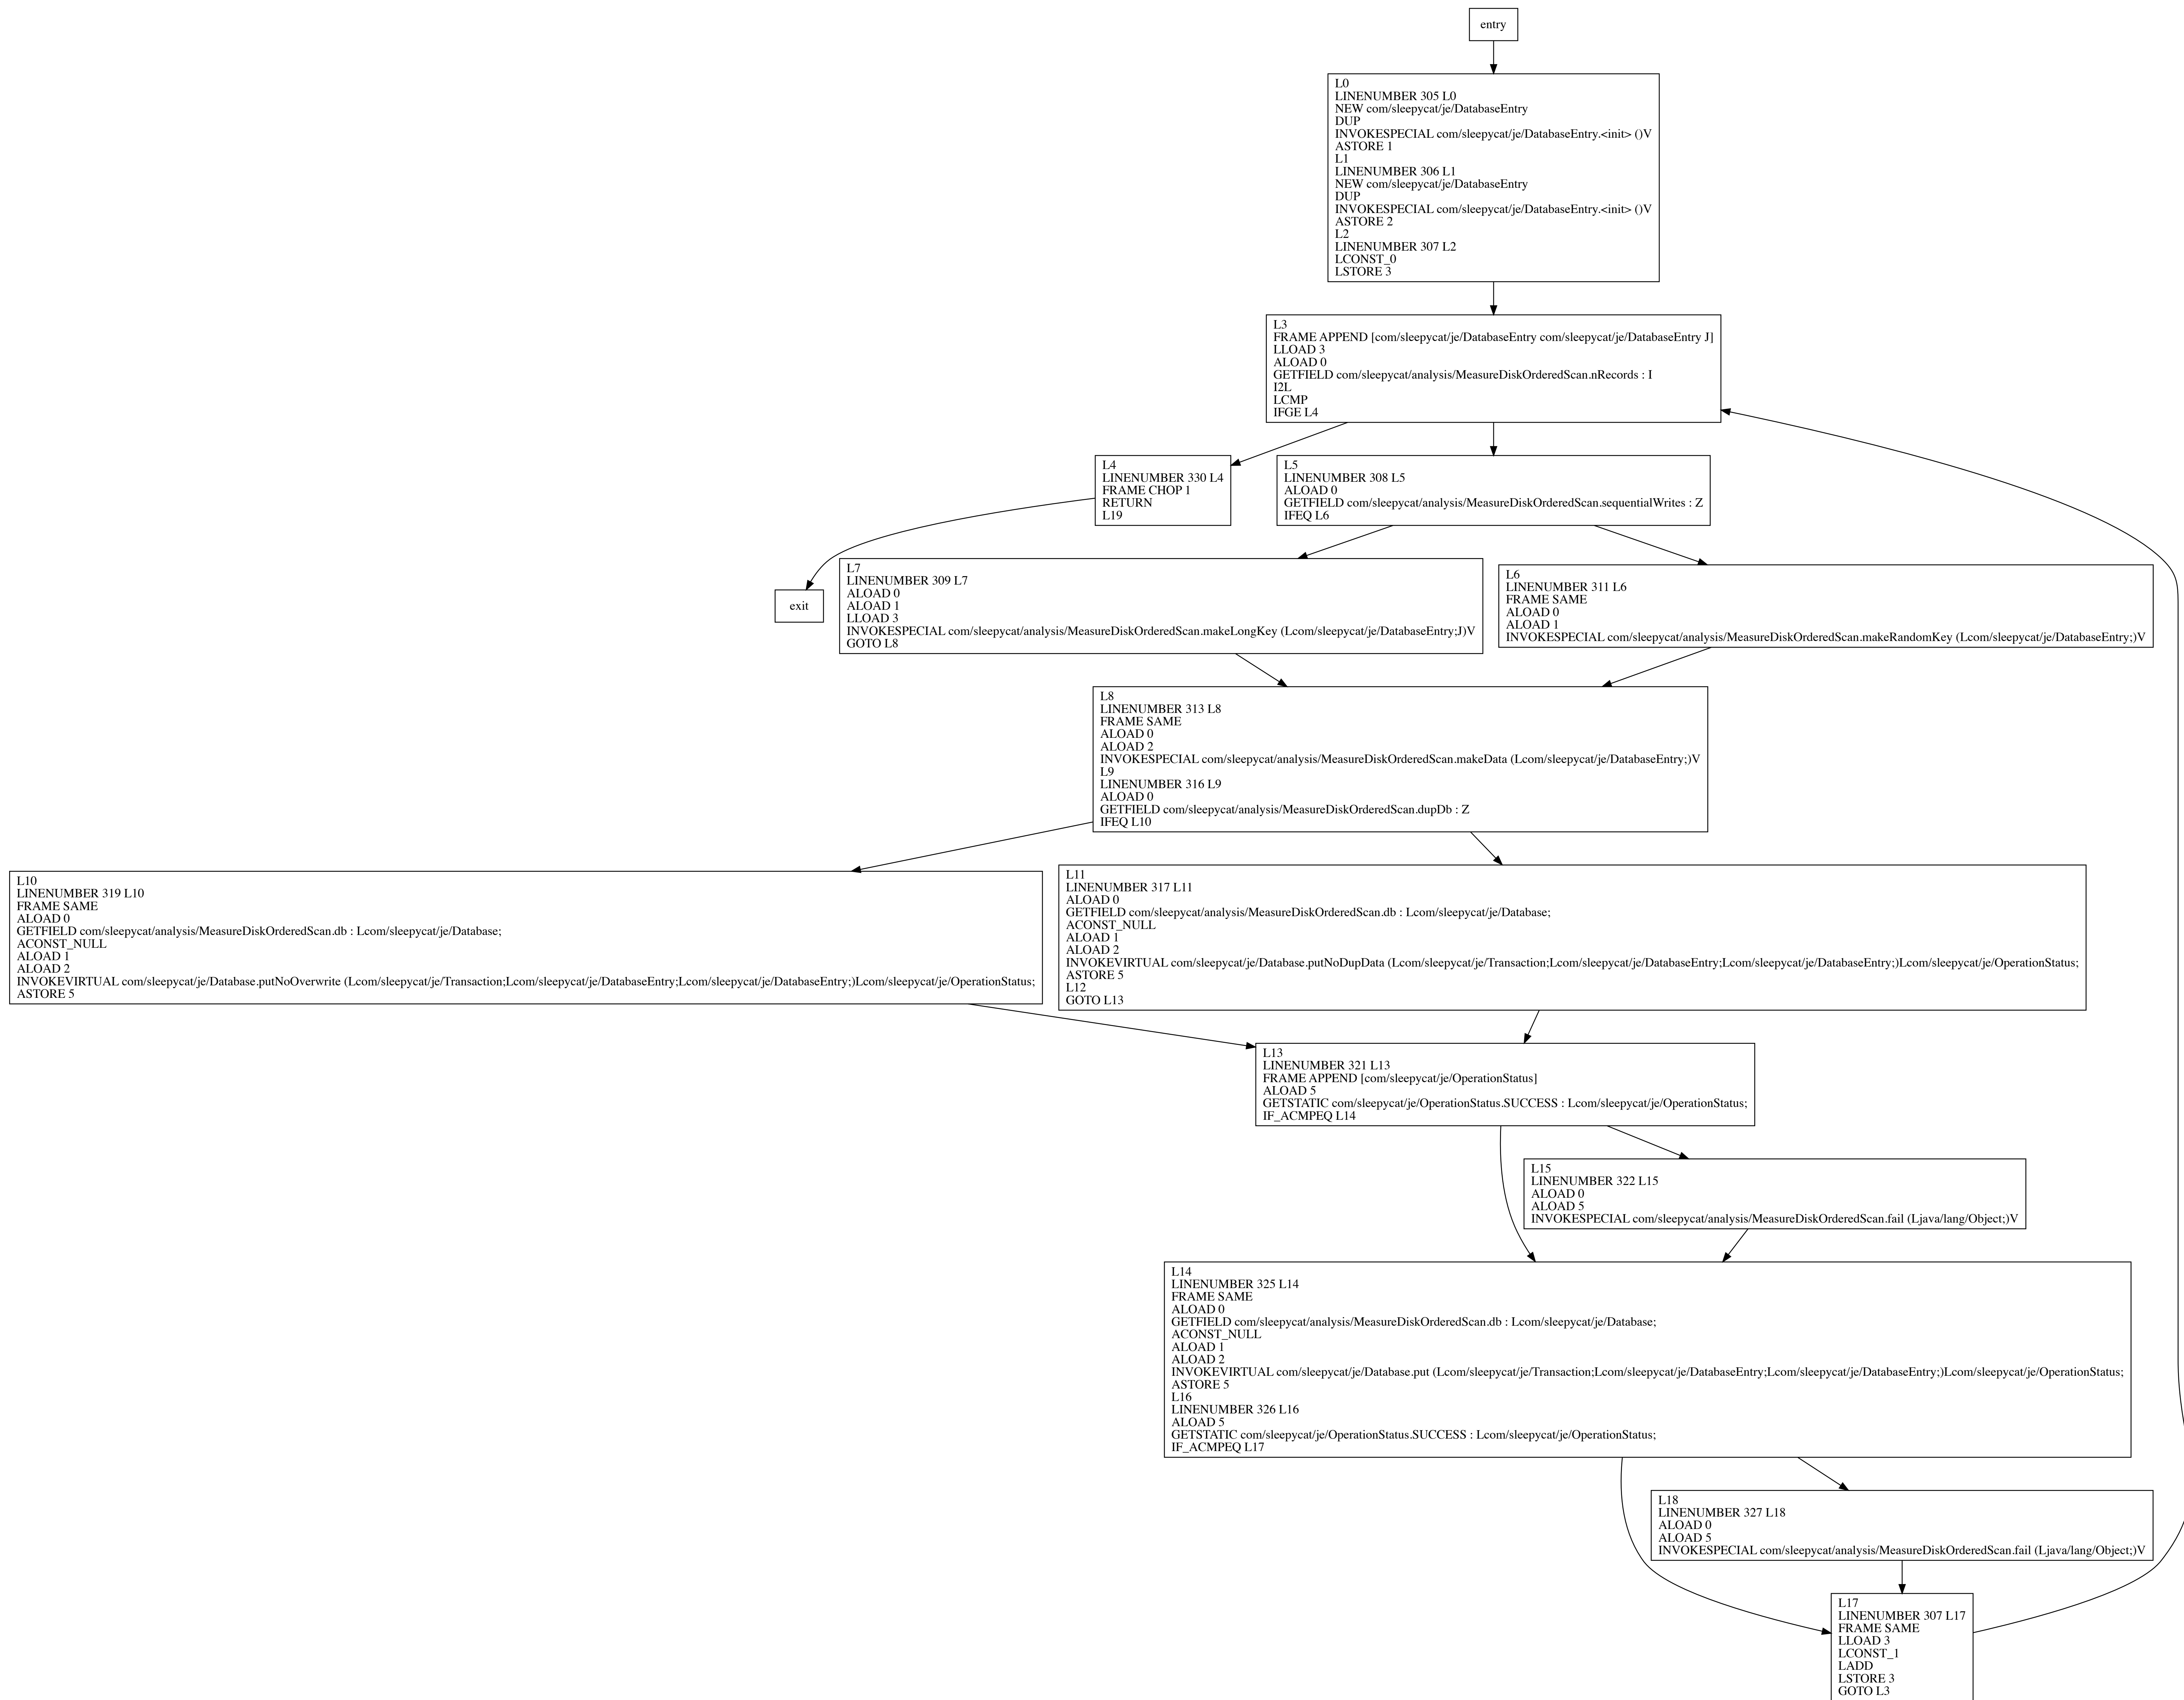 entry
L0
LINENUMBER 305 L0
NEW com/sleepycat/je/DatabaseEntry
DUP
INVOKESPECIAL com/sleepycat/je/DatabaseEntry.<init> ()V
ASTORE 1
L1
LINENUMBER 306 L1
NEW com/sleepycat/je/DatabaseEntry
DUP
INVOKESPECIAL com/sleepycat/je/DatabaseEntry.<init> ()V
ASTORE 2
L2
LINENUMBER 307 L2
LCONST_0
LSTORE 3
L3
FRAME APPEND [com/sleepycat/je/DatabaseEntry com/sleepycat/je/DatabaseEntry J]
LLOAD 3
ALOAD 0
GETFIELD com/sleepycat/analysis/MeasureDiskOrderedScan.nRecords : I
I2L
LCMP
IFGE L4
L4
LINENUMBER 330 L4
FRAME CHOP 1
RETURN
L19
L5
LINENUMBER 308 L5
ALOAD 0
GETFIELD com/sleepycat/analysis/MeasureDiskOrderedScan.sequentialWrites : Z
IFEQ L6
exit
L7
LINENUMBER 309 L7
ALOAD 0
ALOAD 1
LLOAD 3
INVOKESPECIAL com/sleepycat/analysis/MeasureDiskOrderedScan.makeLongKey (Lcom/sleepycat/je/DatabaseEntry;J)V
GOTO L8
L6
LINENUMBER 311 L6
FRAME SAME
ALOAD 0
ALOAD 1
INVOKESPECIAL com/sleepycat/analysis/MeasureDiskOrderedScan.makeRandomKey (Lcom/sleepycat/je/DatabaseEntry;)V
L8
LINENUMBER 313 L8
FRAME SAME
ALOAD 0
ALOAD 2
INVOKESPECIAL com/sleepycat/analysis/MeasureDiskOrderedScan.makeData (Lcom/sleepycat/je/DatabaseEntry;)V
L9
LINENUMBER 316 L9
ALOAD 0
GETFIELD com/sleepycat/analysis/MeasureDiskOrderedScan.dupDb : Z
IFEQ L10
L10
LINENUMBER 319 L10
FRAME SAME
ALOAD 0
GETFIELD com/sleepycat/analysis/MeasureDiskOrderedScan.db : Lcom/sleepycat/je/Database;
ACONST_NULL
ALOAD 1
ALOAD 2
INVOKEVIRTUAL com/sleepycat/je/Database.putNoOverwrite (Lcom/sleepycat/je/Transaction;Lcom/sleepycat/je/DatabaseEntry;Lcom/sleepycat/je/DatabaseEntry;)Lcom/sleepycat/je/OperationStatus;
ASTORE 5
L11
LINENUMBER 317 L11
ALOAD 0
GETFIELD com/sleepycat/analysis/MeasureDiskOrderedScan.db : Lcom/sleepycat/je/Database;
ACONST_NULL
ALOAD 1
ALOAD 2
INVOKEVIRTUAL com/sleepycat/je/Database.putNoDupData (Lcom/sleepycat/je/Transaction;Lcom/sleepycat/je/DatabaseEntry;Lcom/sleepycat/je/DatabaseEntry;)Lcom/sleepycat/je/OperationStatus;
ASTORE 5
L12
GOTO L13
L13
LINENUMBER 321 L13
FRAME APPEND [com/sleepycat/je/OperationStatus]
ALOAD 5
GETSTATIC com/sleepycat/je/OperationStatus.SUCCESS : Lcom/sleepycat/je/OperationStatus;
IF_ACMPEQ L14
L15
LINENUMBER 322 L15
ALOAD 0
ALOAD 5
INVOKESPECIAL com/sleepycat/analysis/MeasureDiskOrderedScan.fail (Ljava/lang/Object;)V
L14
LINENUMBER 325 L14
FRAME SAME
ALOAD 0
GETFIELD com/sleepycat/analysis/MeasureDiskOrderedScan.db : Lcom/sleepycat/je/Database;
ACONST_NULL
ALOAD 1
ALOAD 2
INVOKEVIRTUAL com/sleepycat/je/Database.put (Lcom/sleepycat/je/Transaction;Lcom/sleepycat/je/DatabaseEntry;Lcom/sleepycat/je/DatabaseEntry;)Lcom/sleepycat/je/OperationStatus;
ASTORE 5
L16
LINENUMBER 326 L16
ALOAD 5
GETSTATIC com/sleepycat/je/OperationStatus.SUCCESS : Lcom/sleepycat/je/OperationStatus;
IF_ACMPEQ L17
L18
LINENUMBER 327 L18
ALOAD 0
ALOAD 5
INVOKESPECIAL com/sleepycat/analysis/MeasureDiskOrderedScan.fail (Ljava/lang/Object;)V
L17
LINENUMBER 307 L17
FRAME SAME
LLOAD 3
LCONST_1
LADD
LSTORE 3
GOTO L3